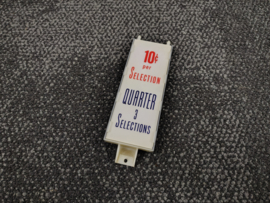 10¢
per
SELECTION
QUARTER
3
SELECTIONS